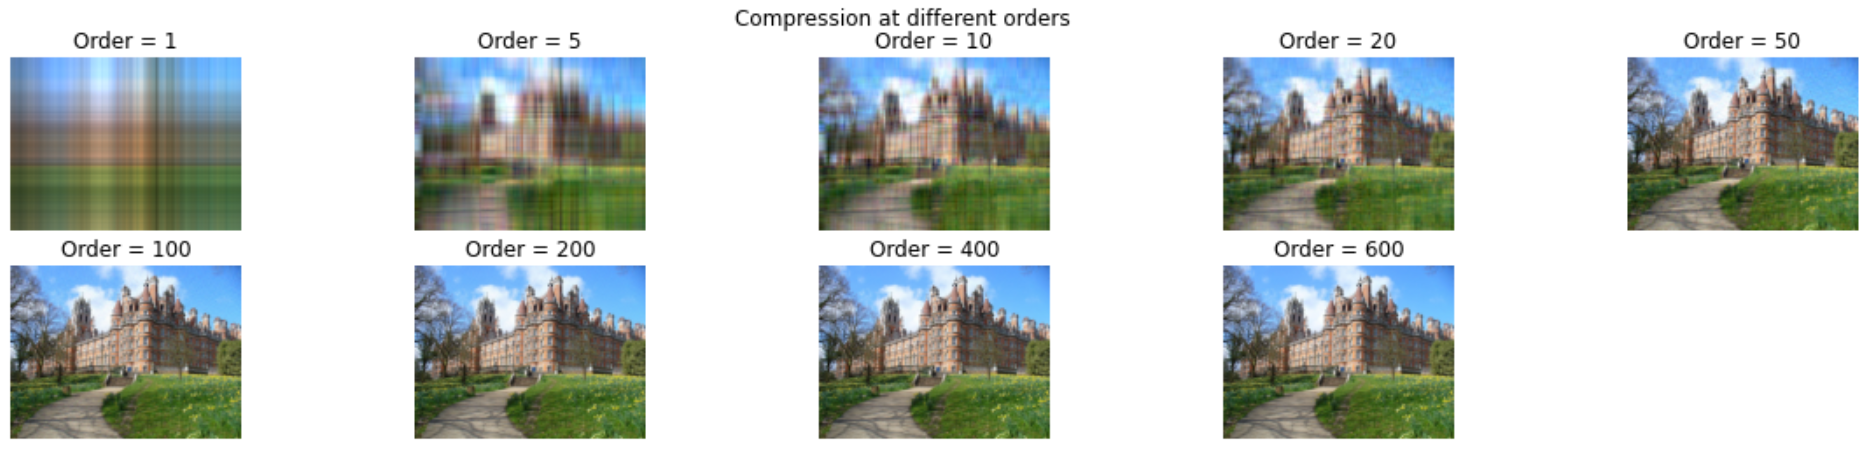 Compression at different orders
Order = 1
Order = 5
Order = 10
Order = 20
Order = 50
Order = 100
Order = 200
Order = 400
Order = 600